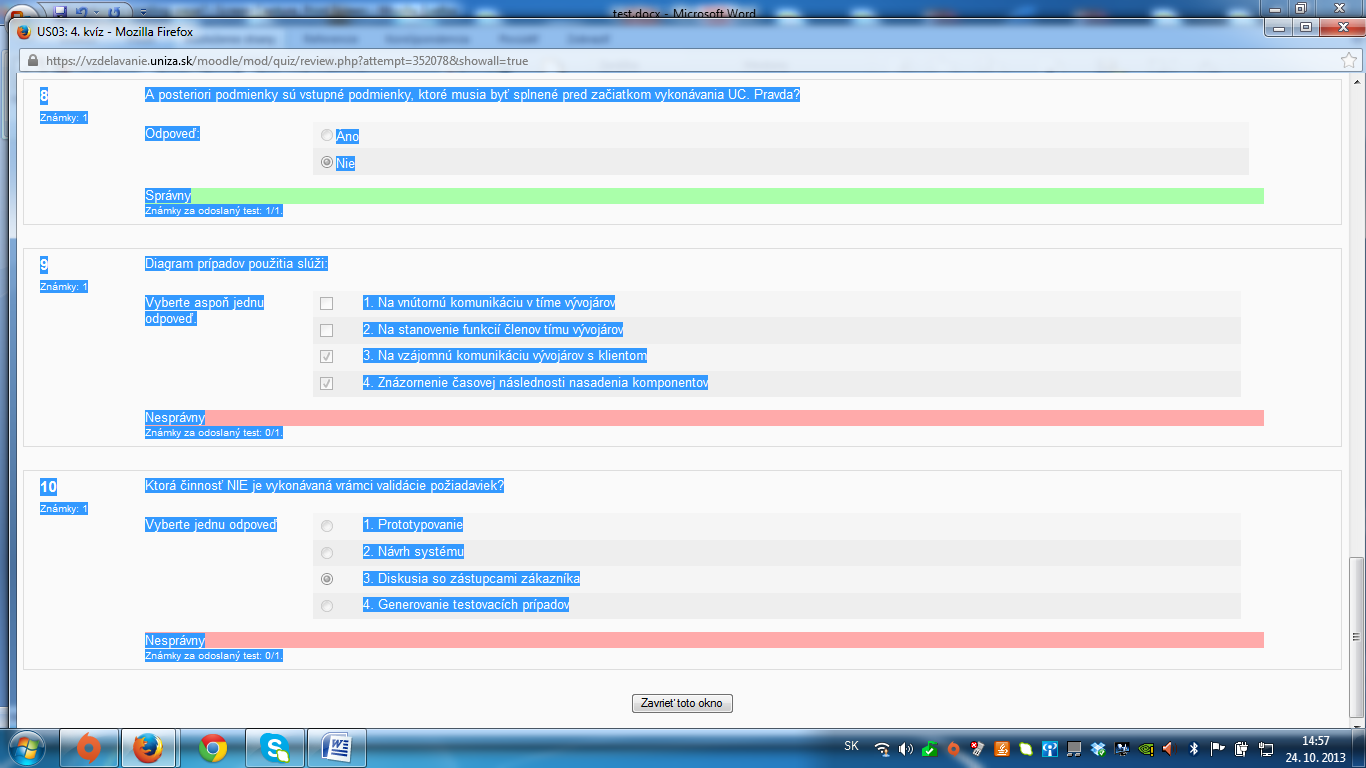 test.docx - Microsoft Word
US03: 4. kvíz - Mozilla Firefox
https://vzdelavanie.uniza.sk/moodle/mod/quiz/review.php?attempt=352078&showall=true
8
Známky: 1
A posteriori podmienky sú vstupné podmienky, ktoré musia byť splnené pred začiatkom vykonávania UC. Pravda?
Odpoveď:
Ano
Nie
Správny
Známky za odoslaný test: 1/1.
9
Známky: 1
Diagram prípadov použitia slúži:
Vyberte aspoň jednu
odpoveď.
1. Na vnútornú komunikáciu v tíme vývojárov
2. Na stanovenie funkcií členov tímu vývojárov
3. Na vzájomnú komunikáciu vývojárov s klientom
4. Znázornenie časovej následnosti nasadenia komponentov
Nesprávny
Známky za odoslaný test: 0/1.
10
Známky: 1
Ktorá činnosť NIE je vykonávaná vrámci validácie požiadaviek?
Vyberte jednu odpoveď
1. Prototypovanie
2. Návrh systému
3. Diskusia so zástupcami zákazníka
4. Generovanie testovacích prípadov
Nesprávny
Známky za odoslaný test: 0/1.
Zavrieť toto okno
SK
14:57
24. 10. 2013